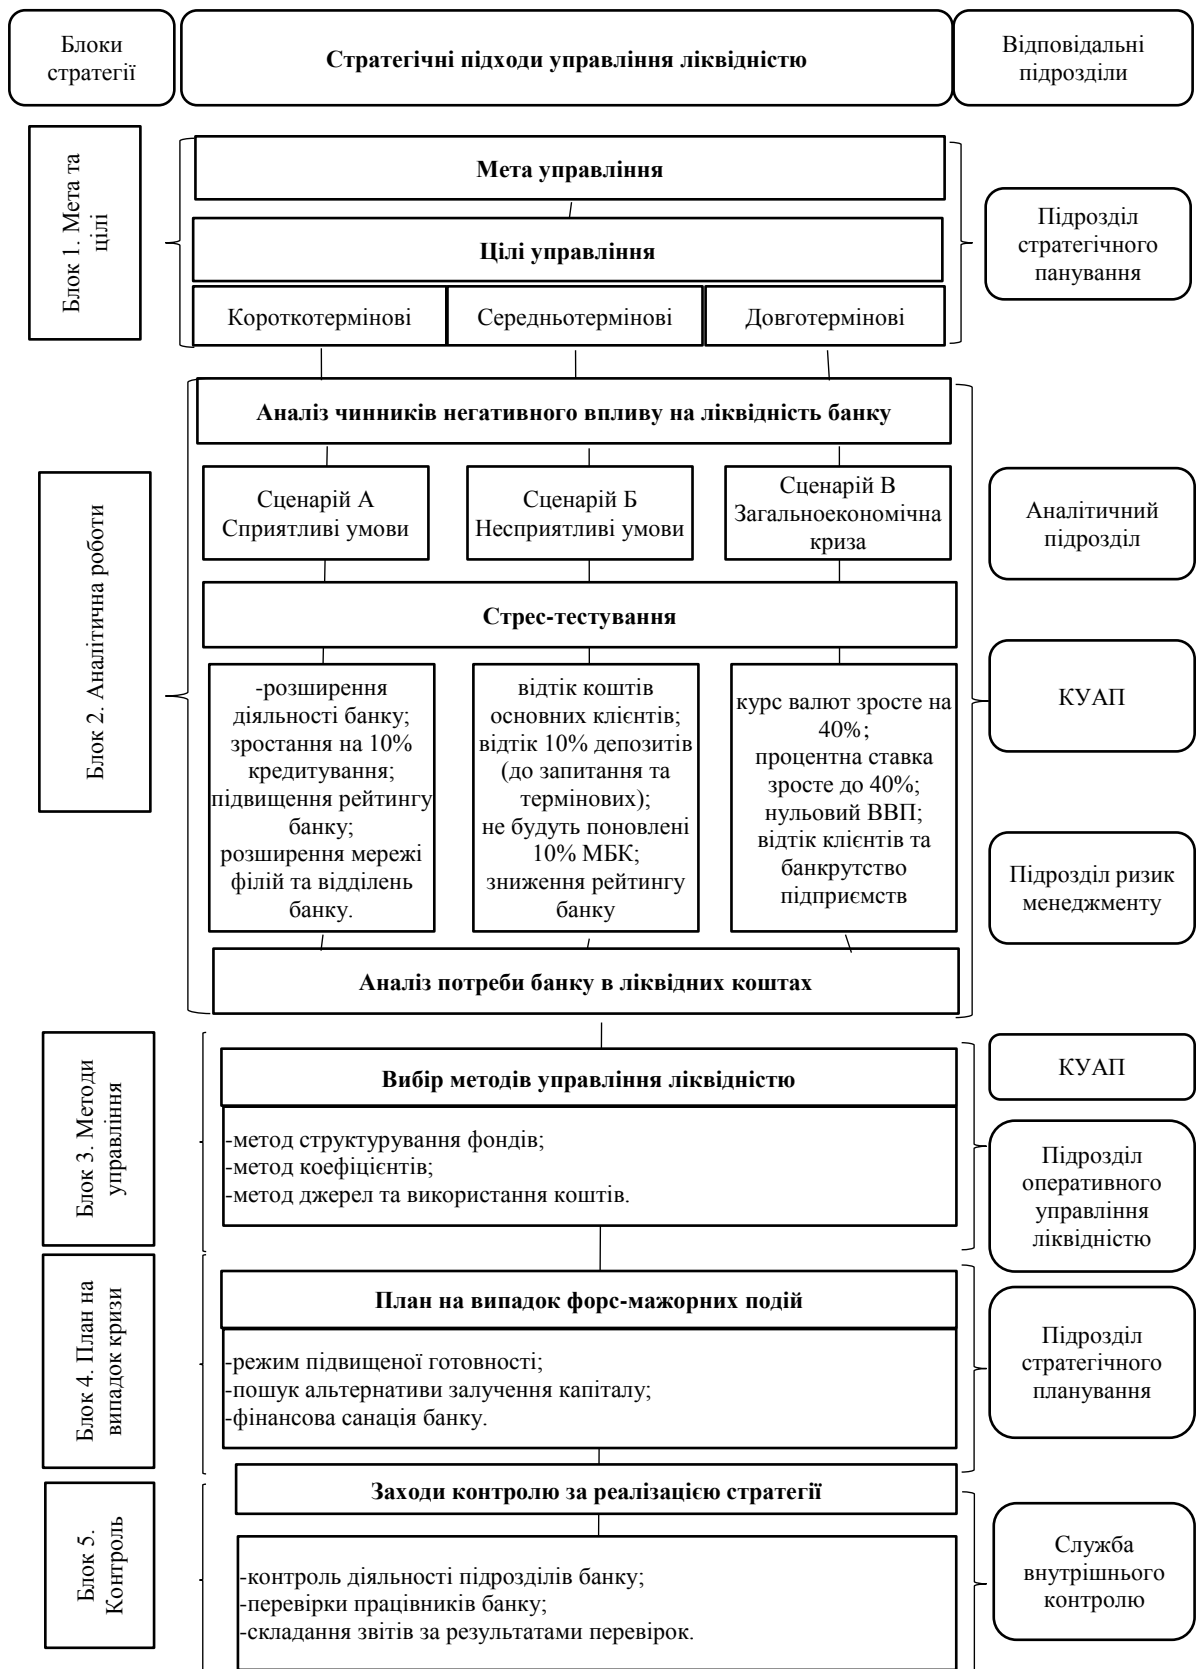 Блоки
стратегії
Стратегічні підходи управління ліквідністю
Відповідальні
підрозділи
Блок 1. Мета та
цілі
Мета управління
Цілі управління
Короткотермінові
Середньотермінові
Довготермінові
Підрозділ
стратегічного
панування
Блок 2. Аналітична роботи
Аналіз чинників негативного впливу на ліквідність банку
Сценарій А
Сприятливі умови
Сценарій Б
Несприятливі умови
Сценарій В
Загальноекономічна
криза
Стрес-тестування
-розширення
діяльності банку;
зростання на 10%
кредитування;
підвищення рейтингу
банку;
розширення мережі
філій та відділень
банку.
відтік коштів
основних клієнтів;
відтік 10% депозитів
(до запитання та
термінових);
не будуть поновлені
10% МБК;
зниження рейтингу
банку
курс валют зросте на
40%;
процентна ставка
зросте до 40%;
нульовий ВВП;
відтік клієнтів та
банкрутство
підприємств
Аналіз потреби банку в ліквідних коштах
Аналітичний
підрозділ
КУАП
Підрозділ ризик
менеджменту
Блок 3. Методи
управління
Вибір методів управління ліквідністю
-метод структурування фондів;
-метод коефіцієнтів;
-метод джерел та використання коштів.
КУАП
Підрозділ
оперативного
управління
ліквідністю
Блок 4. План на
випадок кризи
План на випадок форс-мажорних подій
-режим підвищеної готовності;
-пошук альтернативи залучення капіталу;
-фінансова санація банку.
Підрозділ
стратегічного
планування
Блок 5.
Контроль
Заходи контролю за реалізацією стратегії
-контроль діяльності підрозділів банку;
-перевірки працівників банку;
-складання звітів за результатами перевірок.
Служба
внутрішнього
контролю